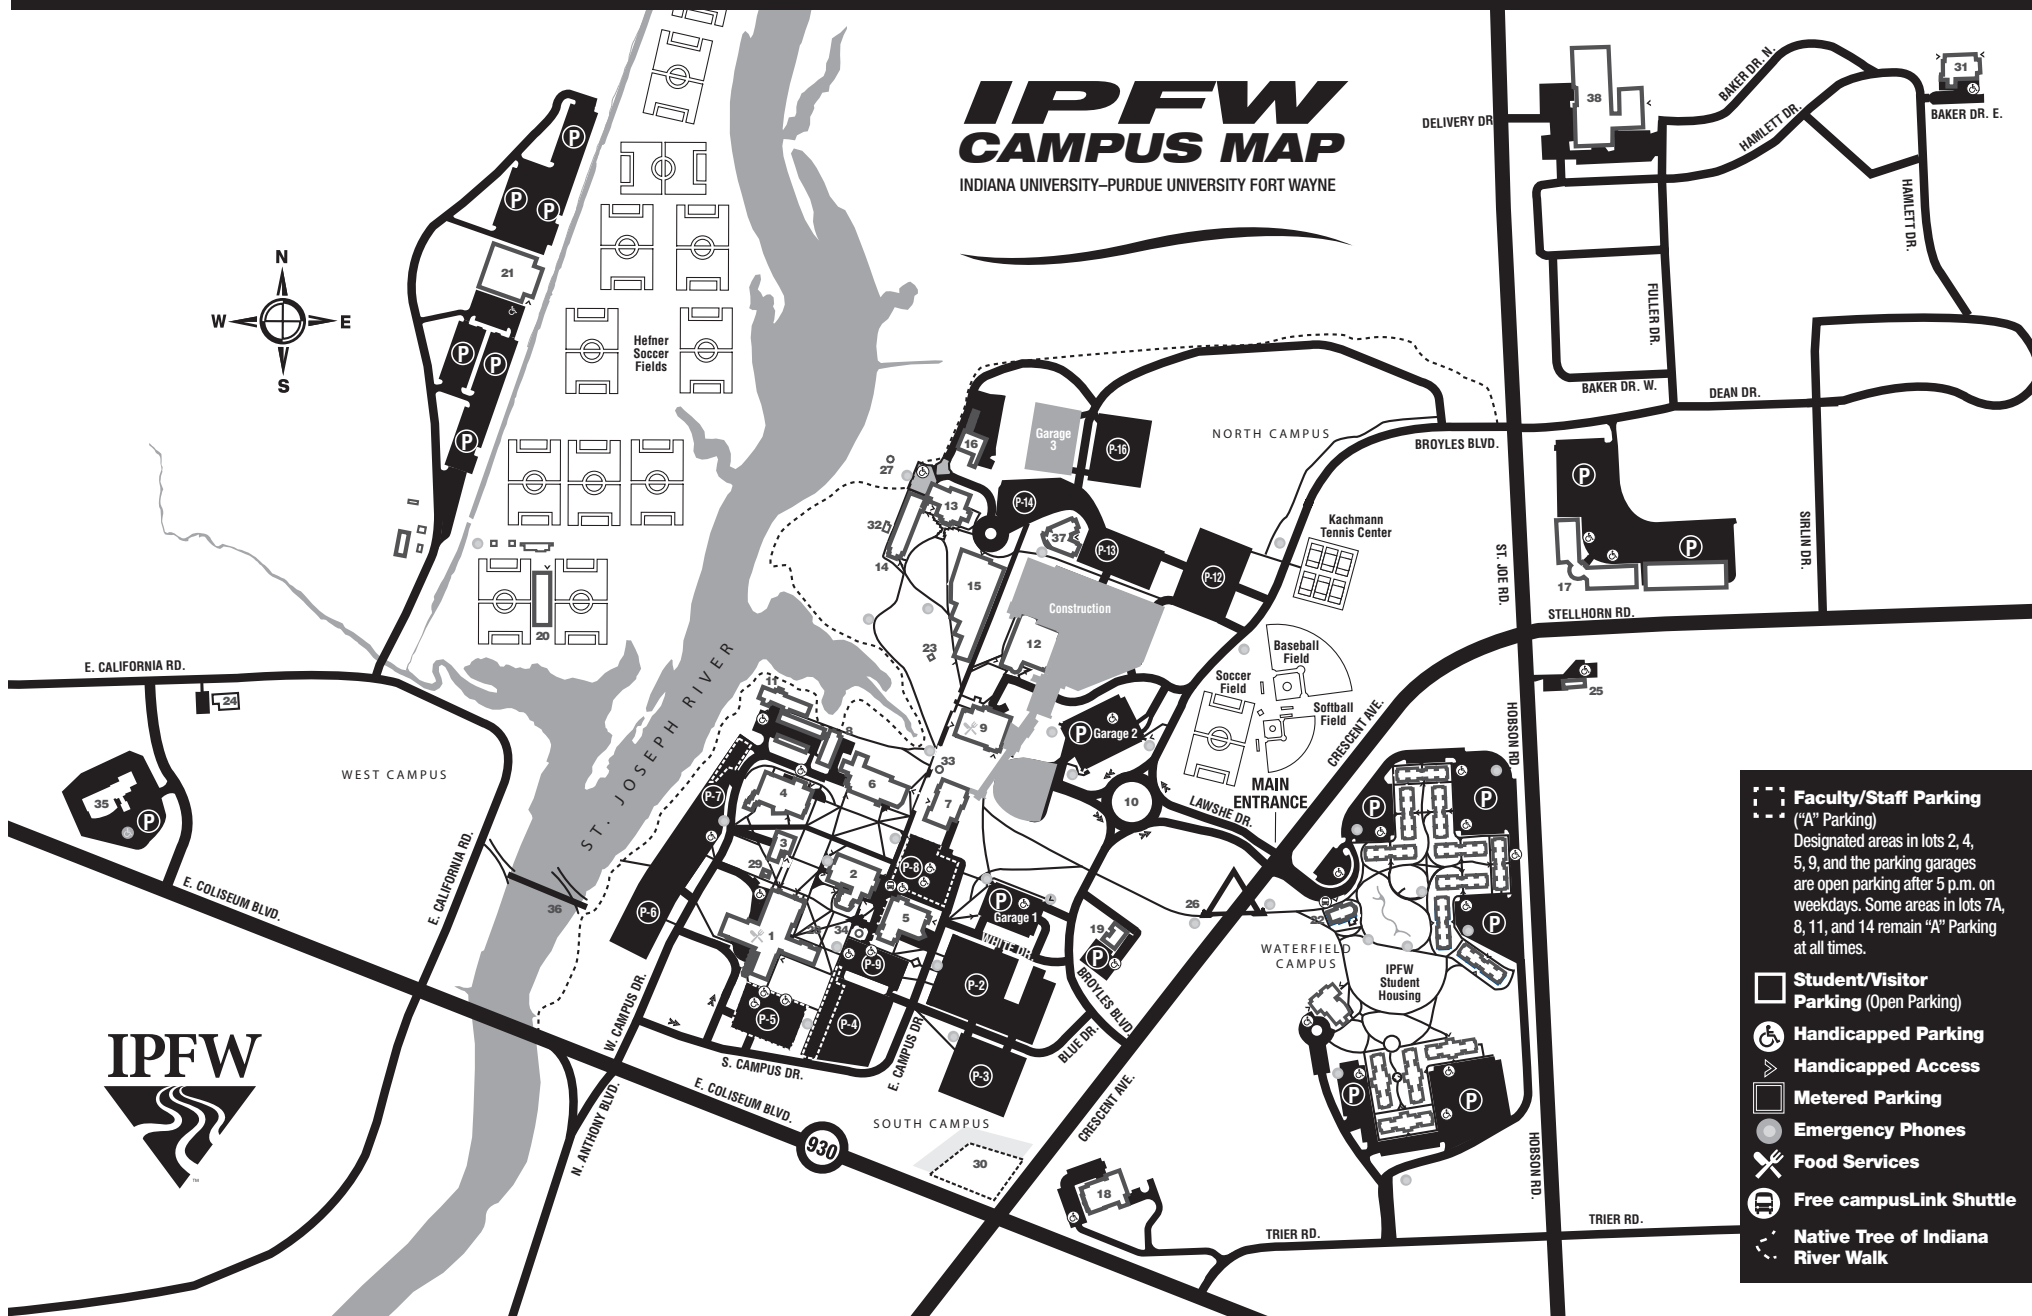 IPFW
CAMPUS MAP
INDIANA UNIVERSITY–PURDUE UNIVERSITY FORT WAYNE
N
W
E
S
P
P
P
21
P
P
P
Hefner
Soccer
Fields
20
DELIVERY DR
38
BAKER DR. N.
HAMLETT DR.
31
BAKER DR. E.
HAMLETT DR.
FULLER DR.
BAKER DR. W.
DEAN DR.
BROYLES BLVD.
NORTH CAMPUS
16
Garage
3
P-16
27
13
P-14
32
37
P-13
14
15
P-12
Kachmann
Tennis Center
Construction
12
23
ST. JOE RD.
SIRLIN DR.
P
P
17
STELLHORN RD.
25
Baseball
Field
Soccer
Field
Softball
Field
CRESCENT AVE.
HOBSON RD.
E. CALIFORNIA RD.
24
WEST CAMPUS
35
P
E. COLISEUM BLVD.
E. CALIFORNIA RD.
36
ST. JOSEPH RIVER
11
8
9
P
Garage 2
33
6
4
7
10
P-7
LAWSHE DR.
MAIN
ENTRANCE
3
29
2
P-8
P-6
1
34
5
P
Garage 1
WHITE DR.
19
P
26
22
P-9
P-2
P-5
P-4
P-3
BROYLES BLVD.
BLUE DR.
W. CAMPUS DR.
S. CAMPUS DR.
E. CAMPUS DR.
E. COLISEUM BLVD.
N. ANTHONY BLVD.
930
SOUTH CAMPUS
30
CRESCENT AVE.
18
WATERFIELD
CAMPUS
IPFW
Student
Housing
P
P
P
P
P
HOBSON RD.
TRIER RD.
TRIER RD.
IPFW
TM
Faculty/Staff Parking
(“A” Parking)
Designated areas in lots 2, 4,
5, 9, and the parking garages
are open parking after 5 p.m. on
weekdays. Some areas in lots 7A,
8, 11, and 14 remain “A” Parking
at all times.
Student/Visitor
Parking (Open Parking)
Handicapped Parking
Handicapped Access
Metered Parking
Emergency Phones
Food Services
Free campusLink Shuttle
Native Tree of Indiana
River Walk